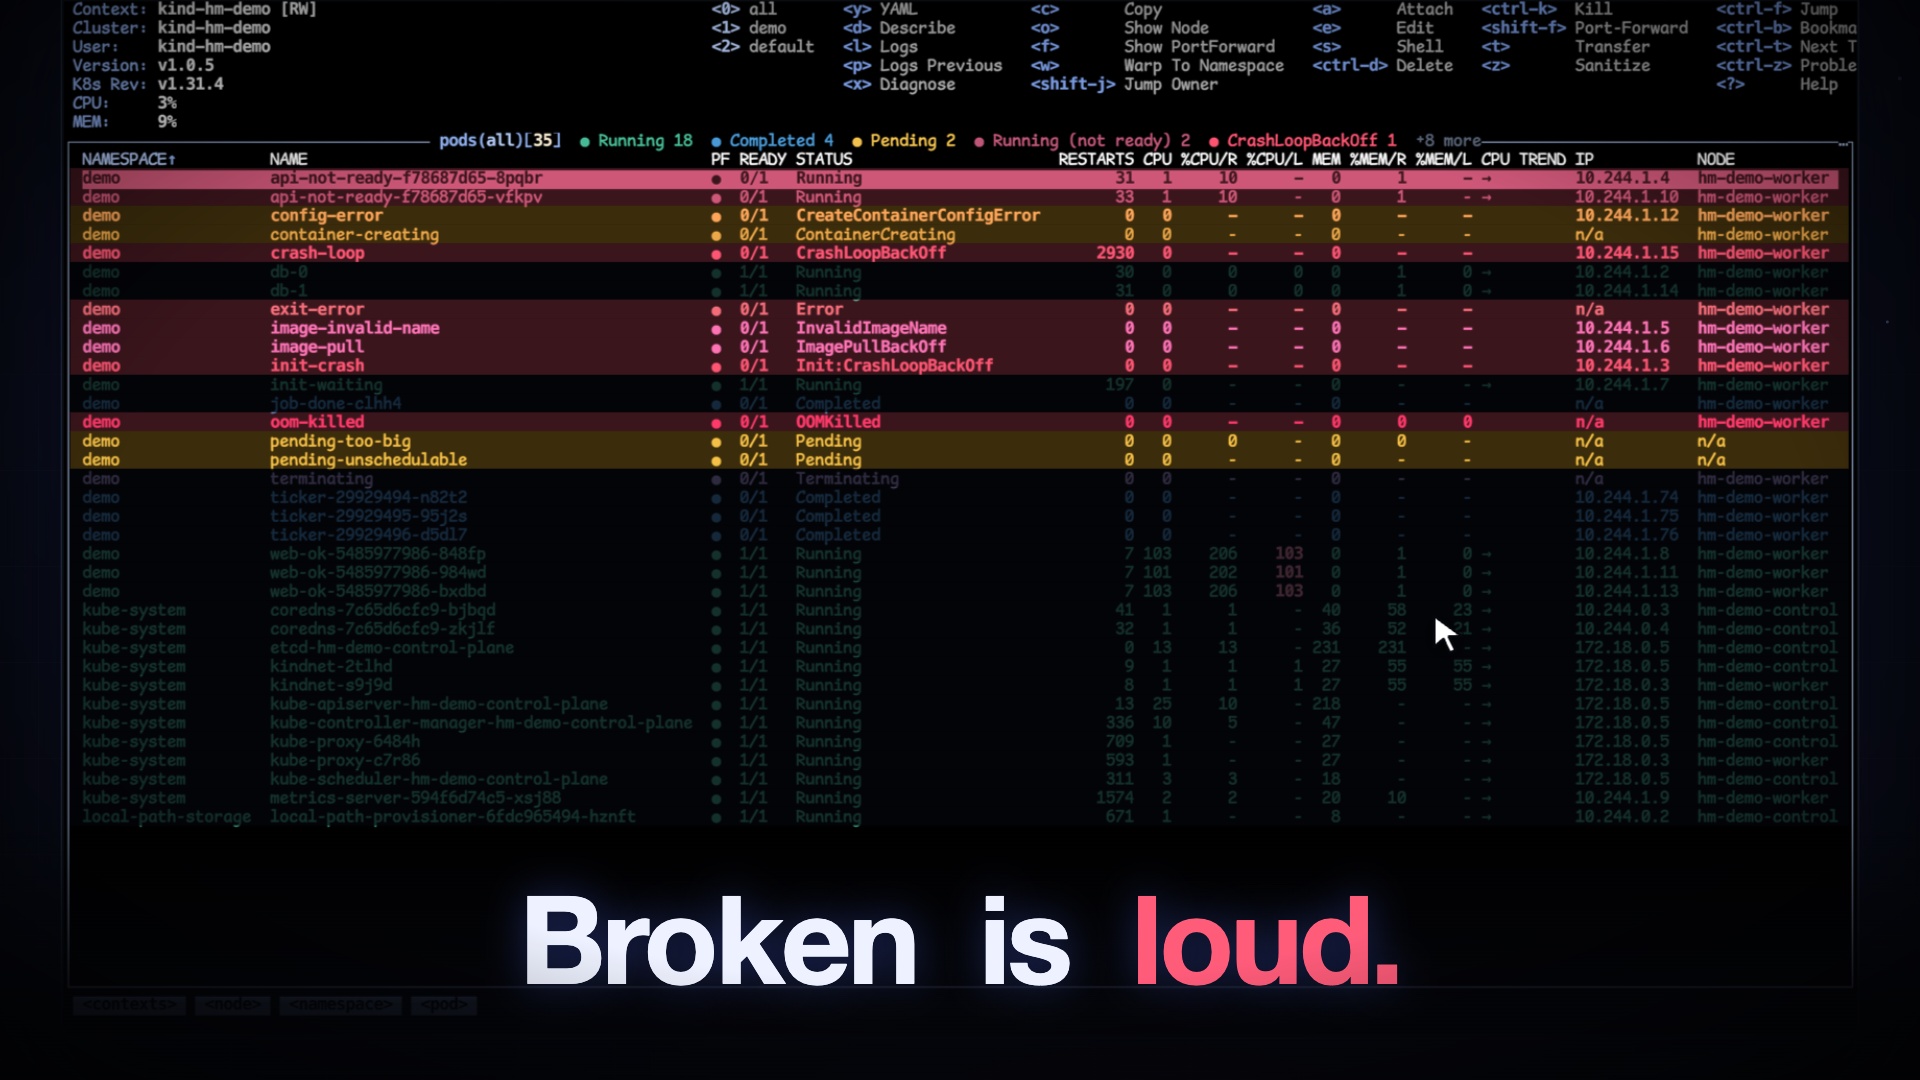 Context: kind-hm-demo [RW] <0> all <y> YAML <c> Copy <a> Attach <ctrl-k> Kill <ctrl-f> Jump
Cluster: kind-hm-demo <1> demo <d> Describe <o> Show Node <e> Edit <shift-f> Port-Forward <ctrl-b> Bookma
User: kind-hm-demo <2> default <l> Logs <f> Show PortForward <s> Shell <t> Transfer <ctrl-t> Next T
Version: v1.0.5 <p> Logs Previous <w> Warp To Namespace <ctrl-d> Delete <z> Sanitize <ctrl-z> Proble
K8s Rev: v1.31.4 <x> Diagnose <shift-j> Jump Owner <?> Help
CPU: 3%
MEM: 9%
pods(all)[35] ● Running 18 ● Completed 4 ● Pending 2 ● Running (not ready) 2 ● CrashLoopBackOff 1 +8 more
NAMESPACE↑ NAME PF READY STATUS RESTARTS CPU %CPU/R %CPU/L MEM %MEM/R %MEM/L CPU TREND IP NODE
demo api-not-ready-f78687d65-8pqbr ● 0/1 Running 31 1 10 - 0 1 - → 10.244.1.4 hm-demo-worker
demo api-not-ready-f78687d65-vfkpv ● 0/1 Running 33 1 10 - 0 1 - → 10.244.1.10 hm-demo-worker
demo config-error ● 0/1 CreateContainerConfigError 0 0 - - 0 - - 10.244.1.12 hm-demo-worker
demo container-creating ● 0/1 ContainerCreating 0 0 - - 0 - - n/a hm-demo-worker
demo crash-loop ● 0/1 CrashLoopBackOff 2930 0 - - 0 - - 10.244.1.15 hm-demo-worker
demo db-0 ● 1/1 Running 30 0 0 0 0 1 0 → 10.244.1.2 hm-demo-worker
demo db-1 ● 1/1 Running 31 0 0 0 0 1 0 → 10.244.1.14 hm-demo-worker
demo exit-error ● 0/1 Error 0 0 - - 0 - - n/a hm-demo-worker
demo image-invalid-name ● 0/1 InvalidImageName 0 0 - - 0 - - 10.244.1.5 hm-demo-worker
demo image-pull ● 0/1 ImagePullBackOff 0 0 - - 0 - - 10.244.1.6 hm-demo-worker
demo init-crash ● 0/1 Init:CrashLoopBackOff 0 0 - - 0 - - 10.244.1.3 hm-demo-worker
demo init-waiting ● 1/1 Running 197 0 - - 0 - - → 10.244.1.7 hm-demo-worker
demo job-done-clhh4 ● 0/1 Completed 0 0 - - 0 - - n/a hm-demo-worker
demo oom-killed ● 0/1 OOMKilled 0 0 - - 0 0 0 n/a hm-demo-worker
demo pending-too-big ● 0/1 Pending 0 0 0 - 0 0 - n/a n/a
demo pending-unschedulable ● 0/1 Pending 0 0 - - 0 - - n/a n/a
demo terminating ● 0/1 Terminating 0 0 - - 0 - - n/a hm-demo-worker
demo ticker-29929494-n82t2 ● 0/1 Completed 0 0 - - 0 - - 10.244.1.74 hm-demo-worker
demo ticker-29929495-95j2s ● 0/1 Completed 0 0 - - 0 - - 10.244.1.75 hm-demo-worker
demo ticker-29929496-d5dl7 ● 0/1 Completed 0 0 - - 0 - - 10.244.1.76 hm-demo-worker
demo web-ok-5485977986-848fp ● 1/1 Running 7 103 206 103 0 1 0 → 10.244.1.8 hm-demo-worker
demo web-ok-5485977986-984wd ● 1/1 Running 7 101 202 101 0 1 0 → 10.244.1.11 hm-demo-worker
demo web-ok-5485977986-bxdbd ● 1/1 Running 7 103 206 103 0 1 0 → 10.244.1.13 hm-demo-worker
kube-system coredns-7c65d6cfc9-bjbqd ● 1/1 Running 41 1 1 - 40 58 23 → 10.244.0.3 hm-demo-control
kube-system coredns-7c65d6cfc9-zkjlf ● 1/1 Running 32 1 1 - 36 52 21 → 10.244.0.4 hm-demo-control
kube-system etcd-hm-demo-control-plane ● 1/1 Running 0 13 13 - 231 231 - → 172.18.0.5 hm-demo-control
kube-system kindnet-2tlhd ● 1/1 Running 9 1 1 1 27 55 55 → 172.18.0.5 hm-demo-control
kube-system kindnet-s9j9d ● 1/1 Running 8 1 1 1 27 55 55 → 172.18.0.3 hm-demo-worker
kube-system kube-apiserver-hm-demo-control-plane ● 1/1 Running 13 25 10 - 218 - - → 172.18.0.5 hm-demo-control
kube-system kube-controller-manager-hm-demo-control-plane ● 1/1 Running 336 10 5 - 47 - - → 172.18.0.5 hm-demo-control
kube-system kube-proxy-6484h ● 1/1 Running 709 1 - - 27 - - → 172.18.0.5 hm-demo-control
kube-system kube-proxy-c7r86 ● 1/1 Running 593 1 - - 27 - - → 172.18.0.3 hm-demo-worker
kube-system kube-scheduler-hm-demo-control-plane ● 1/1 Running 311 3 3 - 18 - - → 172.18.0.5 hm-demo-control
kube-system metrics-server-594f6d74c5-xsj88 ● 1/1 Running 1574 2 2 - 20 10 - → 10.244.1.9 hm-demo-worker
local-path-storage local-path-provisioner-6fdc965494-hznft ● 1/1 Running 671 1 - - 8 - - → 10.244.0.2 hm-demo-control
Broken is loud.
<contexts> <node> <namespace> <pod>